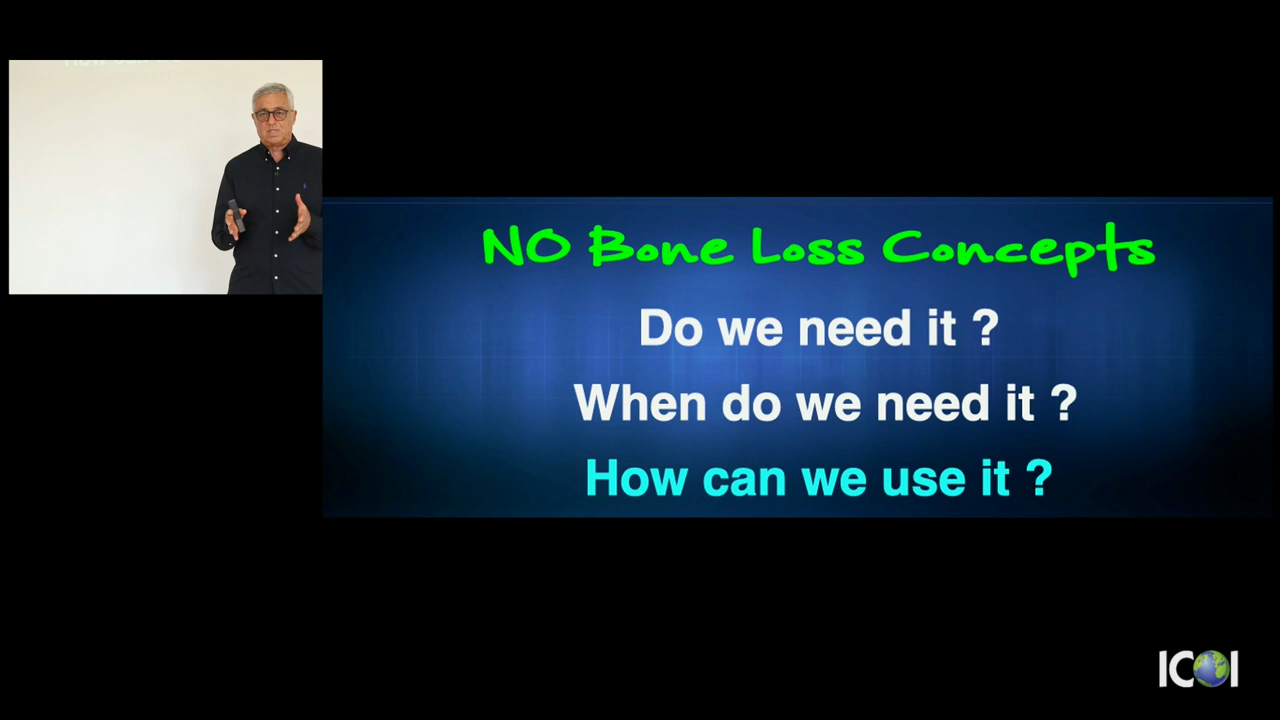 NO Bone Loss Concepts
Do we need it ?
When do we need it ?
How can we use it ?
ICOI